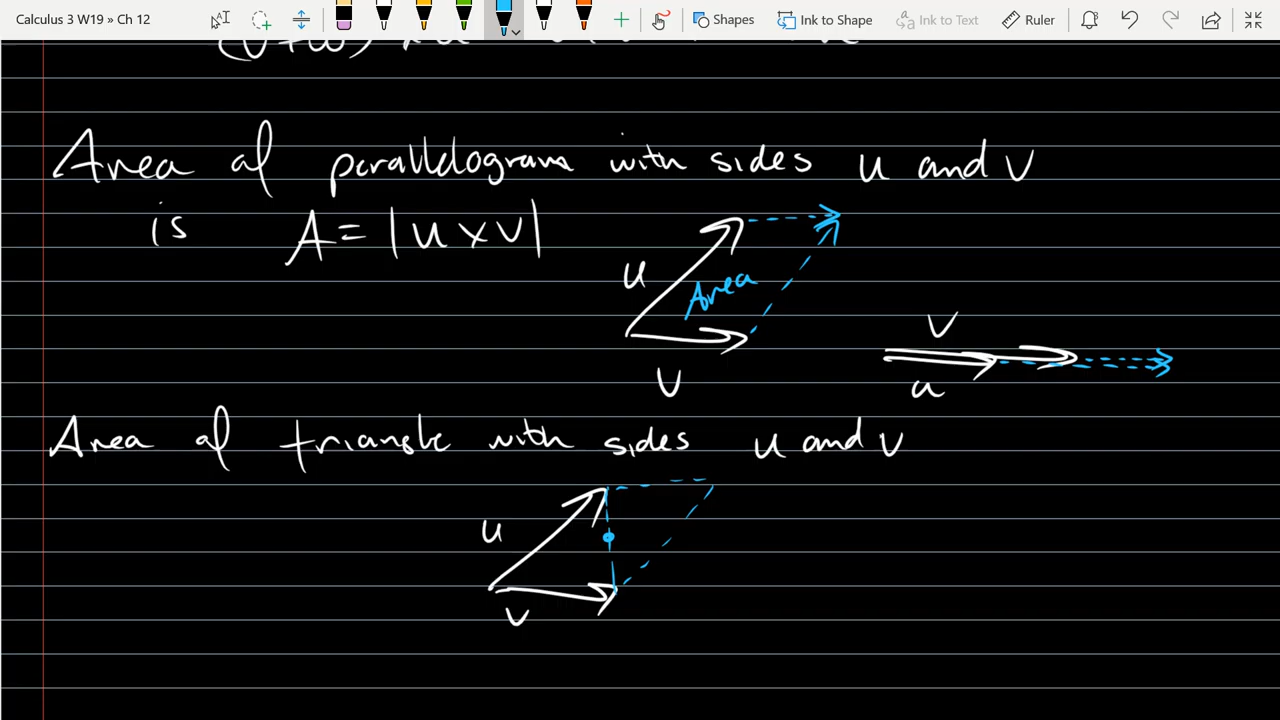 Calculus 3 W19 » Ch 12
Shapes
Ink to Shape
Ink to Text
Ruler
Area of parallelogram with sides u and v
is A = |u x v|
u
Area
v
v
u
Area of triangle with sides u and v
u
v